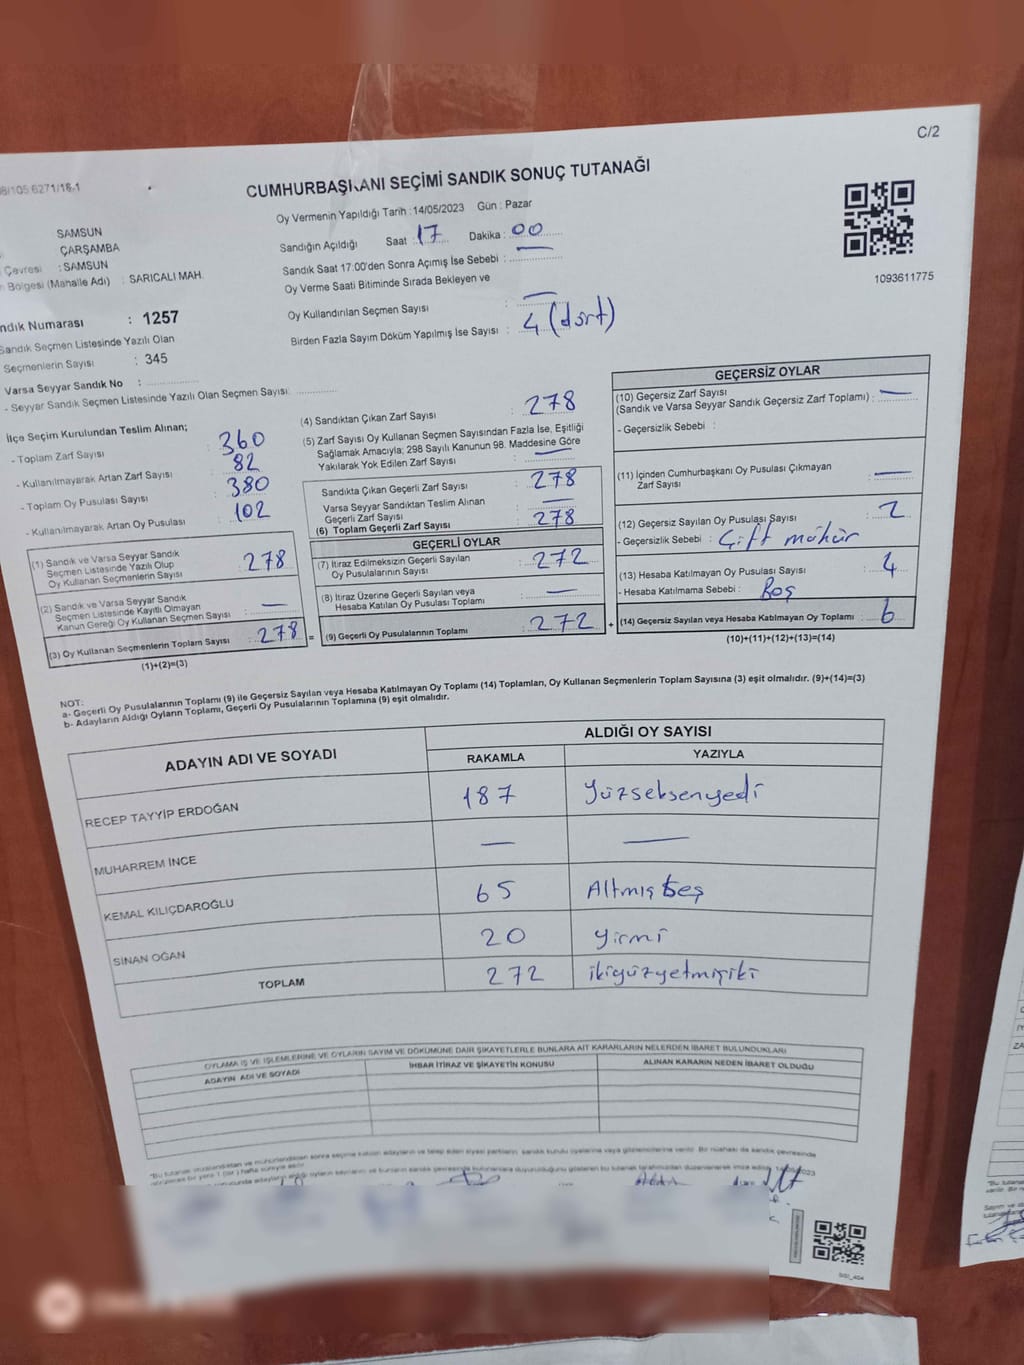 C/2
CUMHURBAŞKANI SEÇİMİ SANDIK SONUÇ TUTANAĞI
Oy Vermenin Yapıldığı Tarih :14/05/2023 Gün : Pazar
SAMSUN
ÇARŞAMBA
Çevresi : SAMSUN
Bölgesi (Mahalle Adı) : SARICALI MAH.
Sandığın Açıldığı Saat : 17 Dakika : 00
Sandık Saat 17:00'den Sonra Açımış İse Sebebi : —
Oy Verme Saati Bitiminde Sırada Bekleyen ve
Oy Kullandırılan Seçmen Sayısı : —
Birden Fazla Sayım Döküm Yapılmış İse Sayısı : 4 (dört)
1093611775
ndık Numarası : 1257
Sandık Seçmen Listesinde Yazılı Olan
Seçmenlerin Sayısı : 345
Varsa Seyyar Sandık No :
- Seyyar Sandık Seçmen Listesinde Yazılı Olan Seçmen Sayısı:
İlçe Seçim Kurulundan Teslim Alınan;
- Toplam Zarf Sayısı : 360
- Kullanılmayarak Artan Zarf Sayısı : 82
- Toplam Oy Pusulası Sayısı : 380
- Kullanılmayarak Artan Oy Pusulası : 102
(1) Sandık ve Varsa Seyyar Sandık
Seçmen Listesinde Yazılı Olup
Oy Kullanan Seçmenlerin Sayısı : 278
(2) Sandık ve Varsa Seyyar Sandık
Seçmen Listesinde Kayıtlı Olmayan
Kanun Gereği Oy Kullanan Seçmen Sayısı : —
(3) Oy Kullanan Seçmenlerin Toplam Sayısı : 278
(1)+(2)=(3)
(4) Sandıktan Çıkan Zarf Sayısı : 278
(5) Zarf Sayısı Oy Kullanan Seçmen Sayısından Fazla İse, Eşitliği
Sağlamak Amacıyla; 298 Sayılı Kanunun 98. Maddesine Göre
Yakılarak Yok Edilen Zarf Sayısı : —
Sandıkta Çıkan Geçerli Zarf Sayısı : 278
Varsa Seyyar Sandıktan Teslim Alınan
Geçerli Zarf Sayısı : —
(6) Toplam Geçerli Zarf Sayısı : 278
GEÇERLİ OYLAR
(7) İtiraz Edilmeksizin Geçerli Sayılan
Oy Pusulalarının Sayısı : 272
(8) İtiraz Üzerine Geçerli Sayılan veya
Hesaba Katılan Oy Pusulası Toplamı : —
= (9) Geçerli Oy Pusulalarının Toplamı : 272 +
GEÇERSİZ OYLAR
(10) Geçersiz Zarf Sayısı
(Sandık ve Varsa Seyyar Sandık Geçersiz Zarf Toplamı) : —
- Geçersizlik Sebebi :
(11) İçinden Cumhurbaşkanı Oy Pusulası Çıkmayan
Zarf Sayısı : —
(12) Geçersiz Sayılan Oy Pusulası Sayısı : 2
- Geçersizlik Sebebi : Çift mühür
(13) Hesaba Katılmayan Oy Pusulası Sayısı : 4
- Hesaba Katılmama Sebebi : Boş
(14) Geçersiz Sayılan veya Hesaba Katılmayan Oy Toplamı : 6
(10)+(11)+(12)+(13)=(14)
NOT:
a- Geçerli Oy Pusulalarının Toplamı (9) ile Geçersiz Sayılan veya Hesaba Katılmayan Oy Toplamı (14) Toplamları, Oy Kullanan Seçmenlerin Toplam Sayısına (3) eşit olmalıdır. (9)+(14)=(3)
b- Adayların Aldığı Oyların Toplamı, Geçerli Oy Pusulalarının Toplamına (9) eşit olmalıdır.
ADAYIN ADI VE SOYADI ALDIĞI OY SAYISI
RAKAMLA YAZIYLA
RECEP TAYYİP ERDOĞAN 187 Yüzseksenyedi
MUHARREM İNCE — —
KEMAL KILIÇDAROĞLU 65 Altmışbeş
SİNAN OĞAN 20 Yirmi
TOPLAM 272 ikiyüzyetmişiki
OYLAMA İŞ VE İŞLEMLERİNE VE OYLARIN SAYIM VE DÖKÜMÜNE DAİR ŞİKAYETLERLE BUNLARA AİT KARARLARIN NELERDEN İBARET BULUNDUKLARI
ADAYIN ADI VE SOYADI İHBAR İTİRAZ VE ŞİKAYETİN KONUSU ALINAN KARARIN NEDEN İBARET OLDUĞU